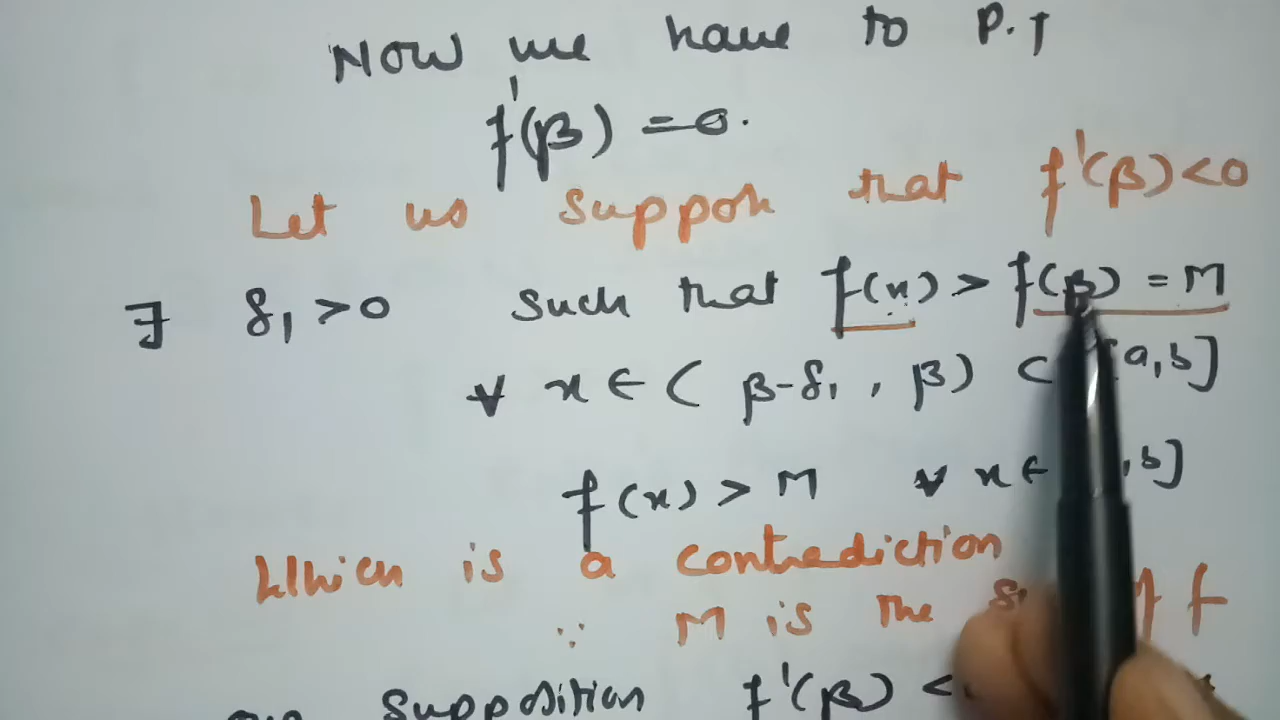 Now we have to P.T
f'(β) = 0.
Let us suppose that f'(β) < 0
∃ δ₁ > 0 such that f(x) > f(β) = M
∀ x ∈ ( β-δ₁ , β) ⊂ [a,b]
f(x) > M ∀ x ∈ ,b]
Which is a contradiction
∵ M is the of f
supposition f'(β) <